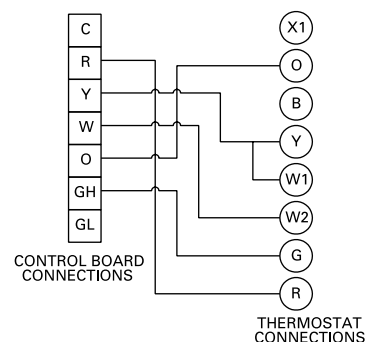 C
R
Y
W
O
GH
GL
CONTROL BOARD
CONNECTIONS
X1
O
B
Y
W1
W2
G
R
THERMOSTAT
CONNECTIONS